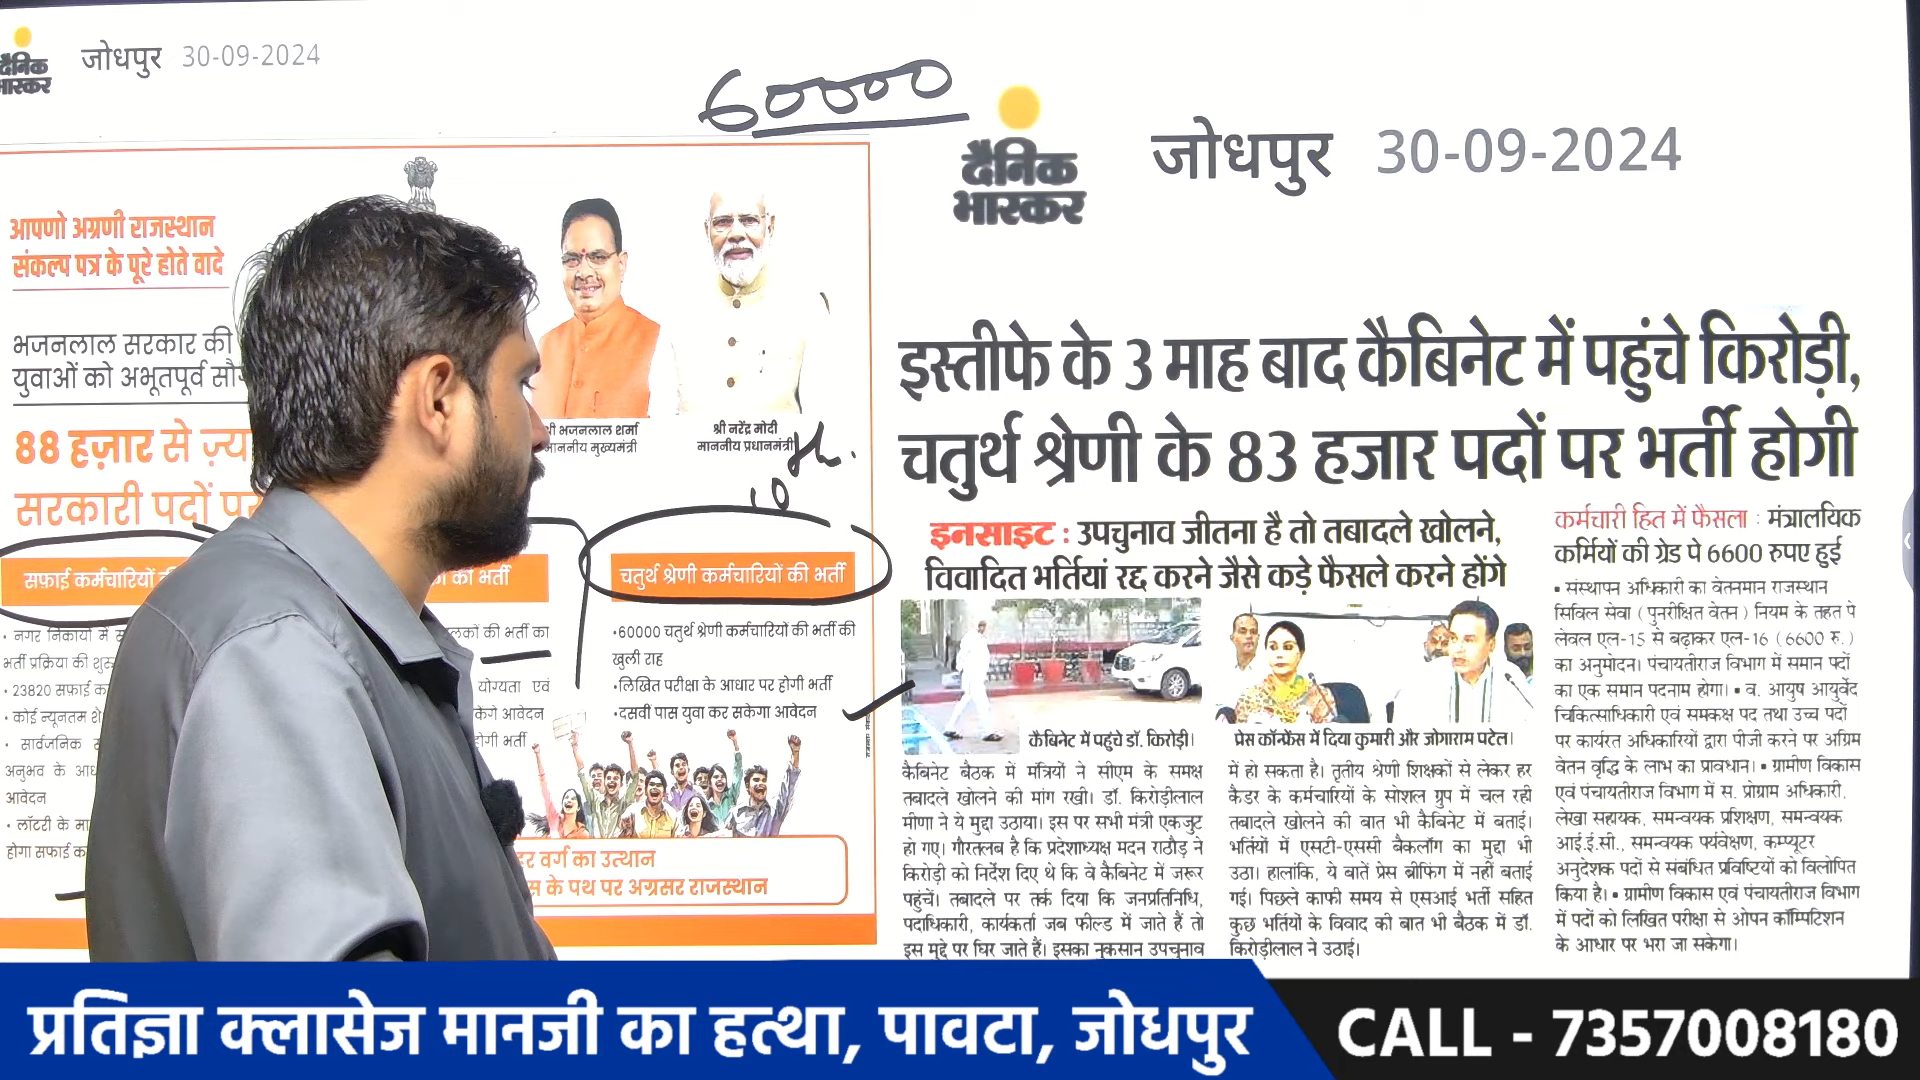 दैनिक
भास्कर
जोधपुर 30-09-2024
60000
आपणो अग्रणी राजस्थान
संकल्प पत्र के पूरे होते वादे
भजनलाल सरकार की
युवाओं को अभूतपूर्व
88 हज़ार से
सरकारी पदों
श्री भजनलाल शर्मा
माननीय मुख्यमंत्री
श्री नरेंद्र मोदी
माननीय प्रधानमंत्री
10 th.
सफ़ाई कर्मचारियों
की भर्ती
• नगर निकायों में
भर्ती प्रक्रिया की
• 23820 सफ़ाई
• कोई न्यूनतम
• सार्वजनिक
अनुभव के
आवेदन
• लॉटरी के
होगा सफ़ाई
की भर्ती का
योग्यता एवं
आवेदन
होगी भर्ती
चतुर्थ श्रेणी कर्मचारियों की भर्ती
•60000 चतुर्थ श्रेणी कर्मचारियों की भर्ती की
खुली राह
•लिखित परीक्षा के आधार पर होगी भर्ती
•दसवीं पास युवा कर सकेगा आवेदन
वर्ग का उत्थान
के पथ पर अग्रसर राजस्थान
दैनिक
भास्कर
जोधपुर 30-09-2024
इस्तीफे के 3 माह बाद कैबिनेट में पहुंचे किरोड़ी,
चतुर्थ श्रेणी के 83 हजार पदों पर भर्ती होगी
इनसाइट : उपचुनाव जीतना है तो तबादले खोलने,
विवादित भर्तियां रद्द करने जैसे कड़े फैसले करने होंगे
कैबिनेट में पहुंचे डॉ. किरोड़ी।
प्रेस कॉन्फ्रेंस में दिया कुमारी और जोगाराम पटेल।
कैबिनेट बैठक में मंत्रियों ने सीएम के समक्ष
तबादले खोलने की मांग रखी। डॉ. किरोड़ीलाल
मीणा ने ये मुद्दा उठाया। इस पर सभी मंत्री एकजुट
हो गए। गौरतलब है कि प्रदेशाध्यक्ष मदन राठौड़ ने
किरोड़ी को निर्देश दिए थे कि वे कैबिनेट में जरूर
पहुंचें। तबादले पर तर्क दिया कि जनप्रतिनिधि,
पदाधिकारी, कार्यकर्ता जब फील्ड में जाते हैं तो
इस मुद्दे पर घिर जाते हैं। इसका नुकसान उपचुनाव
में हो सकता है। तृतीय श्रेणी शिक्षकों से लेकर हर
कैडर के कर्मचारियों के सोशल ग्रुप में चल रही
तबादले खोलने की बात भी कैबिनेट में बताई।
भर्तियों में एसटी-एससी बैकलॉग का मुद्दा भी
उठा। हालांकि, ये बातें प्रेस ब्रीफिंग में नहीं बताई
गई। पिछले काफी समय से एसआई भर्ती सहित
कुछ भर्तियों के विवाद की बात भी बैठक में डॉ.
किरोड़ीलाल ने उठाई।
कर्मचारी हित में फैसला : मंत्रालयिक
कर्मियों की ग्रेड पे 6600 रुपए हुई
▪ संस्थापन अधिकारी का वेतनमान राजस्थान
सिविल सेवा (पुनरीक्षित वेतन) नियम के तहत पे
लेवल एल-15 से बढ़ाकर एल-16 (6600 रु.)
का अनुमोदन। पंचायतीराज विभाग में समान पदों
का एक समान पदनाम होगा। ▪ व. आयुष आयुर्वेद
चिकित्साधिकारी एवं समकक्ष पद तथा उच्च पदों
पर कार्यरत अधिकारियों द्वारा पीजी करने पर अग्रिम
वेतन वृद्धि के लाभ का प्रावधान। ▪ ग्रामीण विकास
एवं पंचायतीराज विभाग में स. प्रोग्राम अधिकारी,
लेखा सहायक, समन्वयक प्रशिक्षण, समन्वयक
आई.ई.सी., समन्वयक पर्यवेक्षण, कम्प्यूटर
अनुदेशक पदों से संबंधित प्रविष्टियों को विलोपित
किया है। ▪ ग्रामीण विकास एवं पंचायतीराज विभाग
में पदों को लिखित परीक्षा से ओपन कॉम्पिटिशन
के आधार पर भरा जा सकेगा।
प्रतिज्ञा क्लासेज मानजी का हत्था, पावटा, जोधपुर
CALL - 7357008180